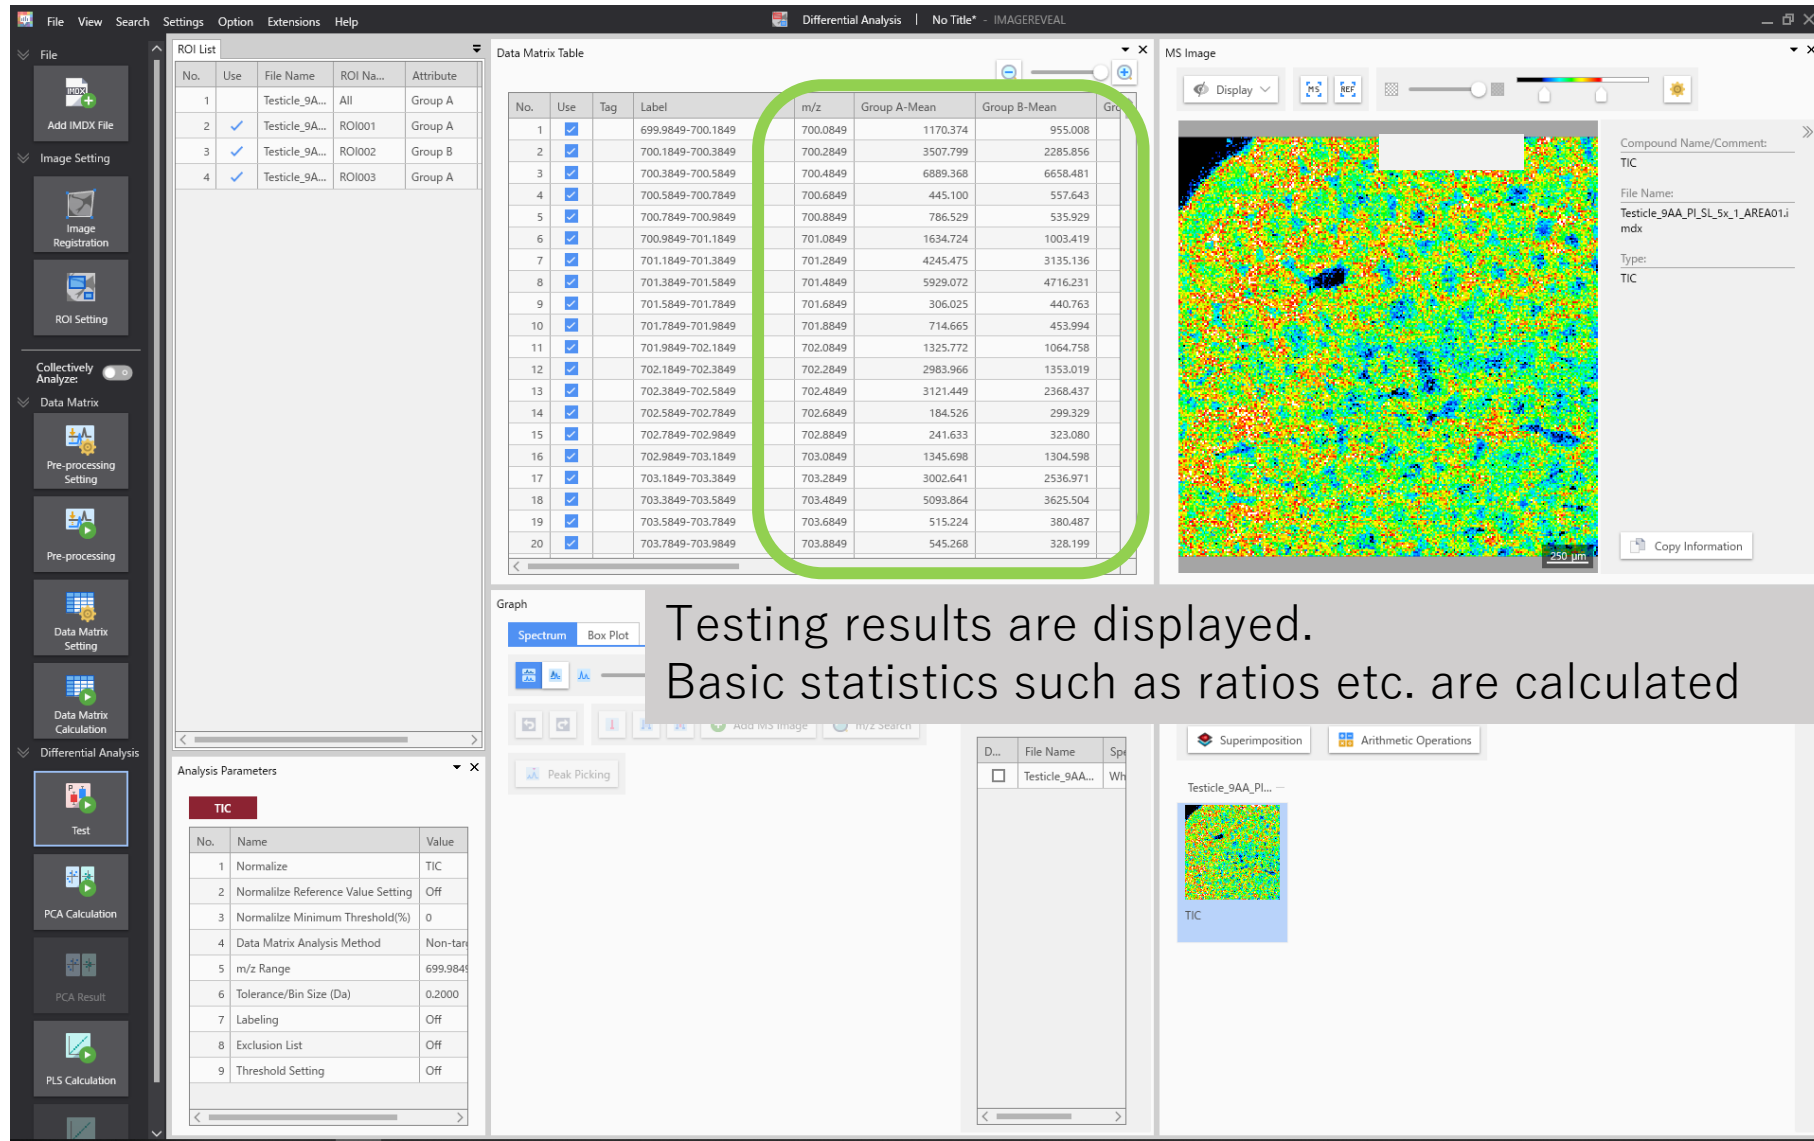 File View Search Settings Option Extensions Help
Differential Analysis | No Title* - IMAGEREVEAL
File
Add IMDX File
Image Setting
Image
Registration
ROI Setting
Collectively
Analyze:
Data Matrix
Pre-processing
Setting
Pre-processing
Data Matrix
Setting
Data Matrix
Calculation
Differential Analysis
Test
PCA Calculation
PCA Result
PLS Calculation
ROI List
No. Use File Name ROI Na... Attribute
1 Testicle_9A... All Group A
2 Testicle_9A... ROI001 Group A
3 Testicle_9A... ROI002 Group B
4 Testicle_9A... ROI003 Group A
Analysis Parameters
TIC
No. Name Value
1 Normalize TIC
2 Normalilze Reference Value Setting Off
3 Normalilze Minimum Threshold(%) 0
4 Data Matrix Analysis Method Non-tar
5 m/z Range 699.9849
6 Tolerance/Bin Size (Da) 0.2000
7 Labeling Off
8 Exclusion List Off
9 Threshold Setting Off
Data Matrix Table
No. Use Tag Label m/z Group A-Mean Group B-Mean Gro
1 699.9849-700.1849 700.0849 1170.374 955.008
2 700.1849-700.3849 700.2849 3507.799 2285.856
3 700.3849-700.5849 700.4849 6889.368 6658.481
4 700.5849-700.7849 700.6849 445.100 557.643
5 700.7849-700.9849 700.8849 786.529 535.929
6 700.9849-701.1849 701.0849 1634.724 1003.419
7 701.1849-701.3849 701.2849 4245.475 3135.136
8 701.3849-701.5849 701.4849 5929.072 4716.231
9 701.5849-701.7849 701.6849 306.025 440.763
10 701.7849-701.9849 701.8849 714.665 453.994
11 701.9849-702.1849 702.0849 1325.772 1064.758
12 702.1849-702.3849 702.2849 2983.966 1353.019
13 702.3849-702.5849 702.4849 3121.449 2368.437
14 702.5849-702.7849 702.6849 184.526 299.329
15 702.7849-702.9849 702.8849 241.633 323.080
16 702.9849-703.1849 703.0849 1345.698 1304.598
17 703.1849-703.3849 703.2849 3002.641 2536.971
18 703.3849-703.5849 703.4849 5093.864 3625.504
19 703.5849-703.7849 703.6849 515.224 380.487
20 703.7849-703.9849 703.8849 545.268 328.199
MS Image
Display
MS REF
Compound Name/Comment:
TIC
File Name:
Testicle_9AA_PI_SL_5x_1_AREA01.i
mdx
Type:
TIC
Copy Information
250 μm
Graph
Spectrum Box Plot
Testing results are displayed.
Basic statistics such as ratios etc. are calculated
Add MS Image m/z Search
Peak Picking
D... File Name Spe
Testicle_9AA... Wh
Superimposition Arithmetic Operations
Testicle_9AA_PI...
TIC